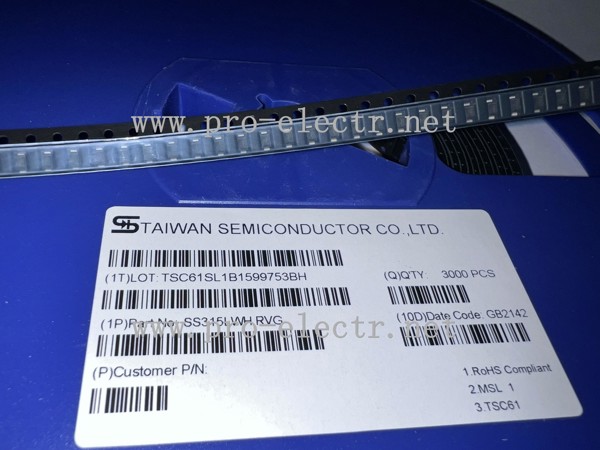 www.pro-electr.net
TAIWAN SEMICONDUCTOR CO.,LTD.
(1T)LOT: TSC61SL1B1599753BH
(Q)QTY: 3000 PCS
(1P)Part No: SS315LWH RVG
(10D)Date Code: GB2142
www.pro-electr.net
(P)Customer P/N:
1.RoHS Compliant
2.MSL 1
3.TSC61